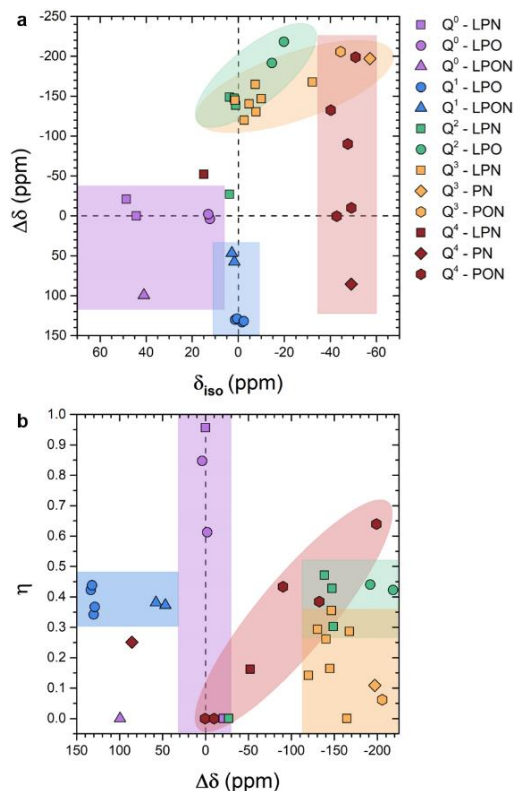 a
-250
-200
-150
-100
-50
0
50
100
150
Δδ (ppm)
60 40 20 0 -20 -40 -60
δiso (ppm)
Q⁰ - LPN
Q⁰ - LPO
Q⁰ - LPON
Q¹ - LPO
Q¹ - LPON
Q² - LPN
Q² - LPO
Q³ - LPN
Q³ - PN
Q³ - PON
Q⁴ - LPN
Q⁴ - PN
Q⁴ - PON
b
1.0
0.9
0.8
0.7
0.6
0.5
0.4
0.3
0.2
0.1
0.0
η
150 100 50 0 -50 -100 -150 -200
Δδ (ppm)